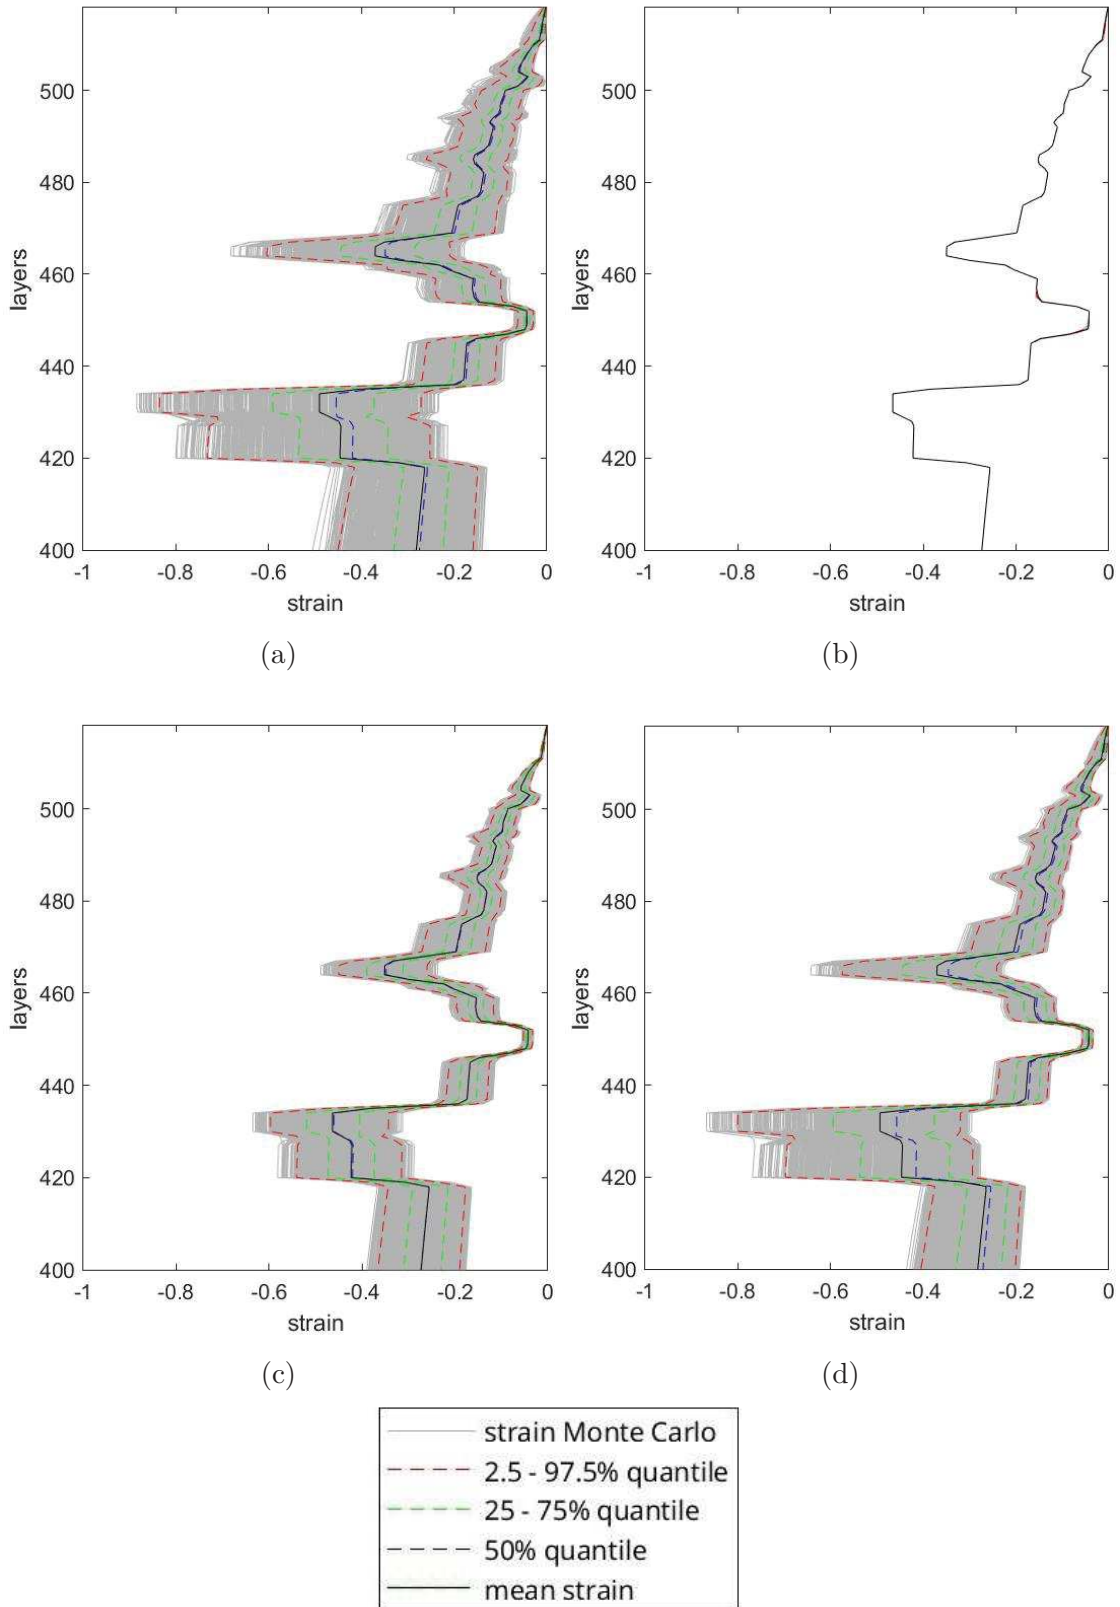 500
480
460
440
420
400
layers
-1 -0.8 -0.6 -0.4 -0.2 0
strain
(a)
500
480
460
440
420
400
layers
-1 -0.8 -0.6 -0.4 -0.2 0
strain
(b)
500
480
460
440
420
400
layers
-1 -0.8 -0.6 -0.4 -0.2 0
strain
(c)
500
480
460
440
420
400
layers
-1 -0.8 -0.6 -0.4 -0.2 0
strain
(d)
strain Monte Carlo
2.5 - 97.5% quantile
25 - 75% quantile
50% quantile
mean strain